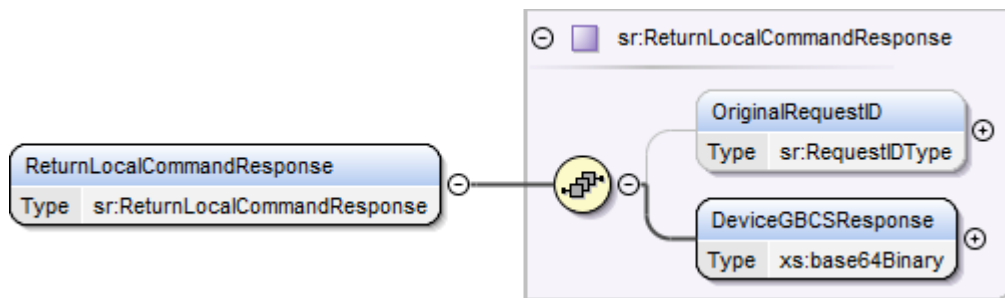 sr:ReturnLocalCommandResponse
OriginalRequestID
Type sr:RequestIDType
ReturnLocalCommandResponse
Type sr:ReturnLocalCommandResponse
DeviceGBCSResponse
Type xs:base64Binary